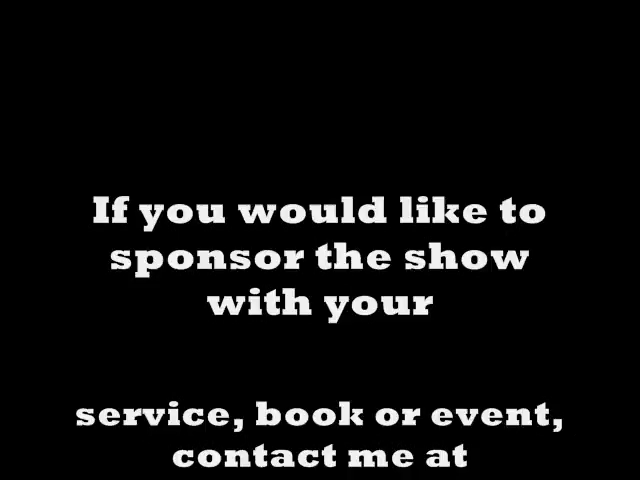 If you would like to
sponsor the show
with your
service, book or event,
contact me at